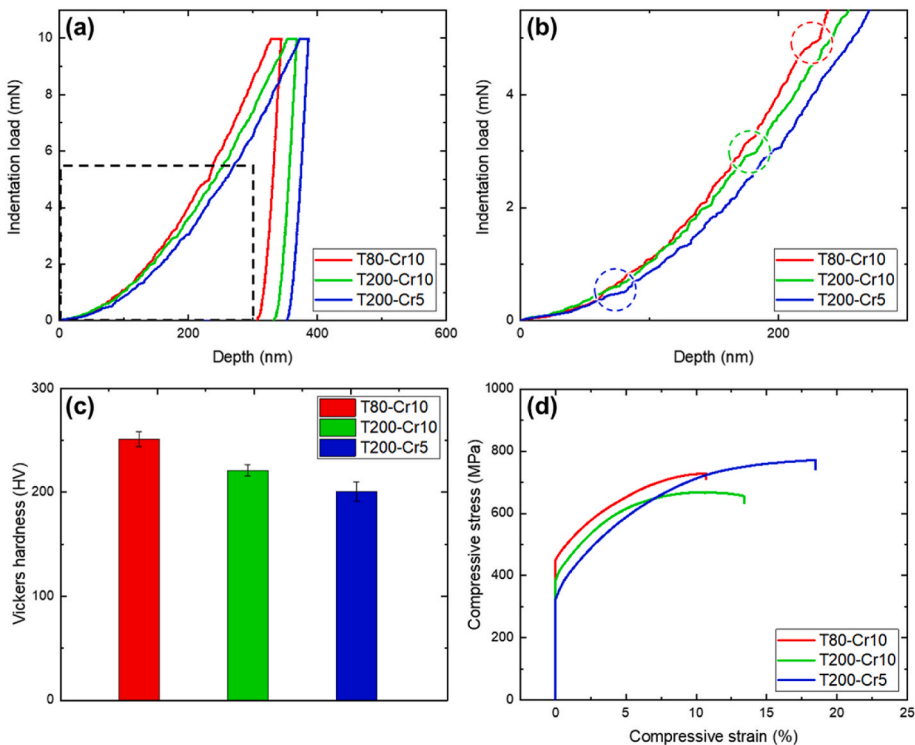 (a)
Indentation load (mN)
10
8
6
4
2
0
0 200 400 600
Depth (nm)
T80-Cr10
T200-Cr10
T200-Cr5
(b)
Indentation load (mN)
4
2
0
0 100 200
Depth (nm)
T80-Cr10
T200-Cr10
T200-Cr5
(c)
Vickers hardness (HV)
300
200
100
0
T80-Cr10
T200-Cr10
T200-Cr5
(d)
Compressive stress (MPa)
1000
800
600
400
200
0
0 5 10 15 20 25
Compressive strain (%)
T80-Cr10
T200-Cr10
T200-Cr5